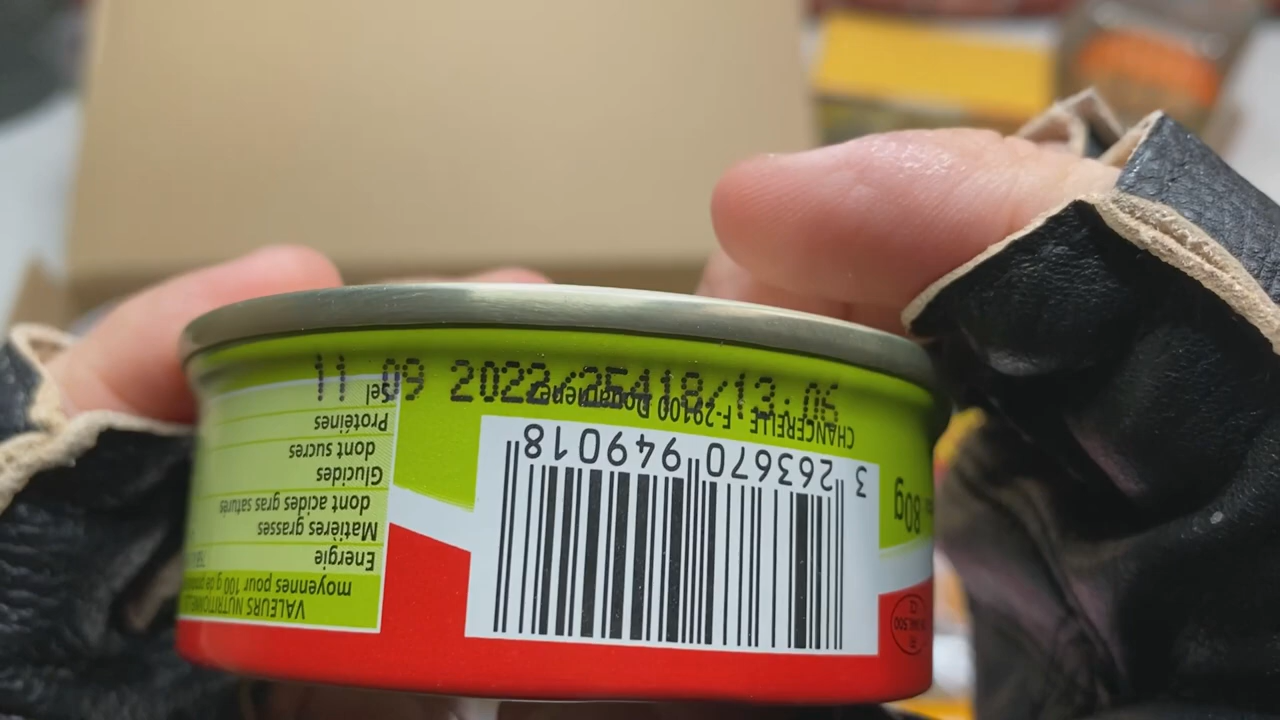 11 09 2022/25418/13:06
VALEURS NUTRITIONNELLES
moyennes pour 100 g de
Energie
Matières grasses
dont acides gras saturés
Glucides
dont sucres
Protéines
Sel
3 263670 949018
CHANCERELLE F-29100 Douarnenez
80g